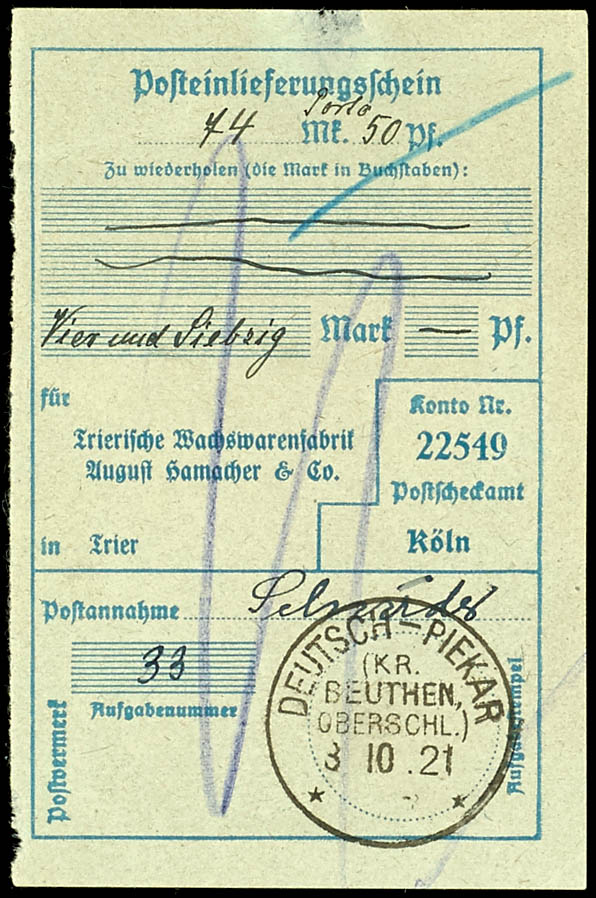 Posteinlieferungsschein
Porto
74 Mk. 50 Pf.
Zu wiederholen (die Mark in Buchstaben):
Vier und Siebzig Mark — Pf.
für
Trierische Wachswarenfabrik
August Hamacher & Co.
in Trier
Konto Nr.
22549
Postscheckamt
Köln
Postannahme
33
Aufgabenummer
Postvermerk
DEUTSCH-PIEKAR
(KR.
BEUTHEN,
OBERSCHL.)
3 10.21
Aufgabestempel